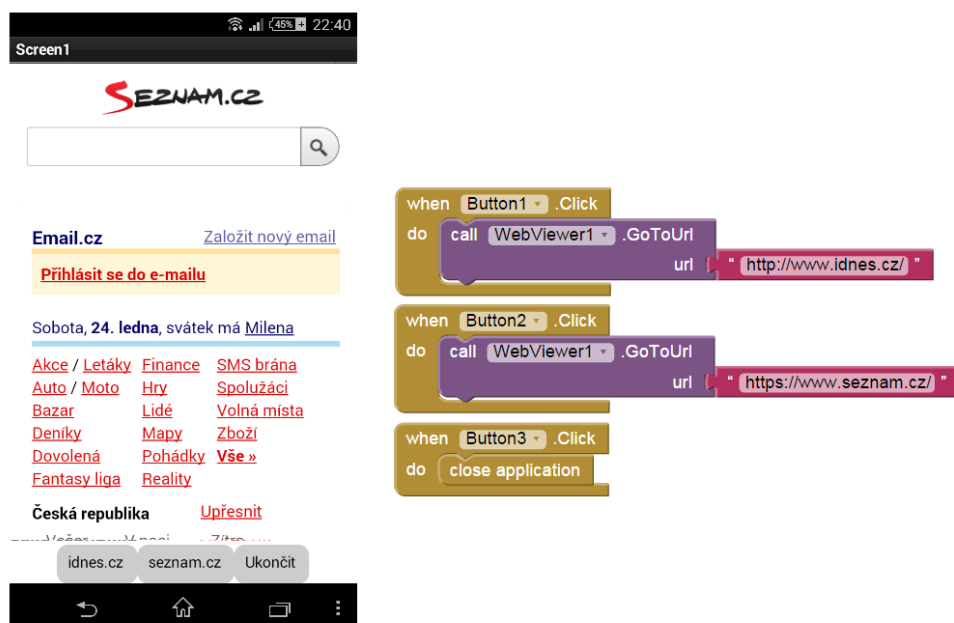 45% 22:40
Screen1
SEZNAM.CZ
Email.cz Založit nový email
Přihlásit se do e-mailu
Sobota, 24. ledna, svátek má Milena
Akce / Letáky Finance SMS brána
Auto / Moto Hry Spolužáci
Bazar Lidé Volná místa
Deníky Mapy Zboží
Dovolená Pohádky Vše »
Fantasy liga Reality
Česká republika Upřesnit
idnes.cz seznam.cz Ukončit
when Button1 .Click
do call WebViewer1 .GoToUrl
url " http://www.idnes.cz/ "
when Button2 .Click
do call WebViewer1 .GoToUrl
url " https://www.seznam.cz/ "
when Button3 .Click
do close application